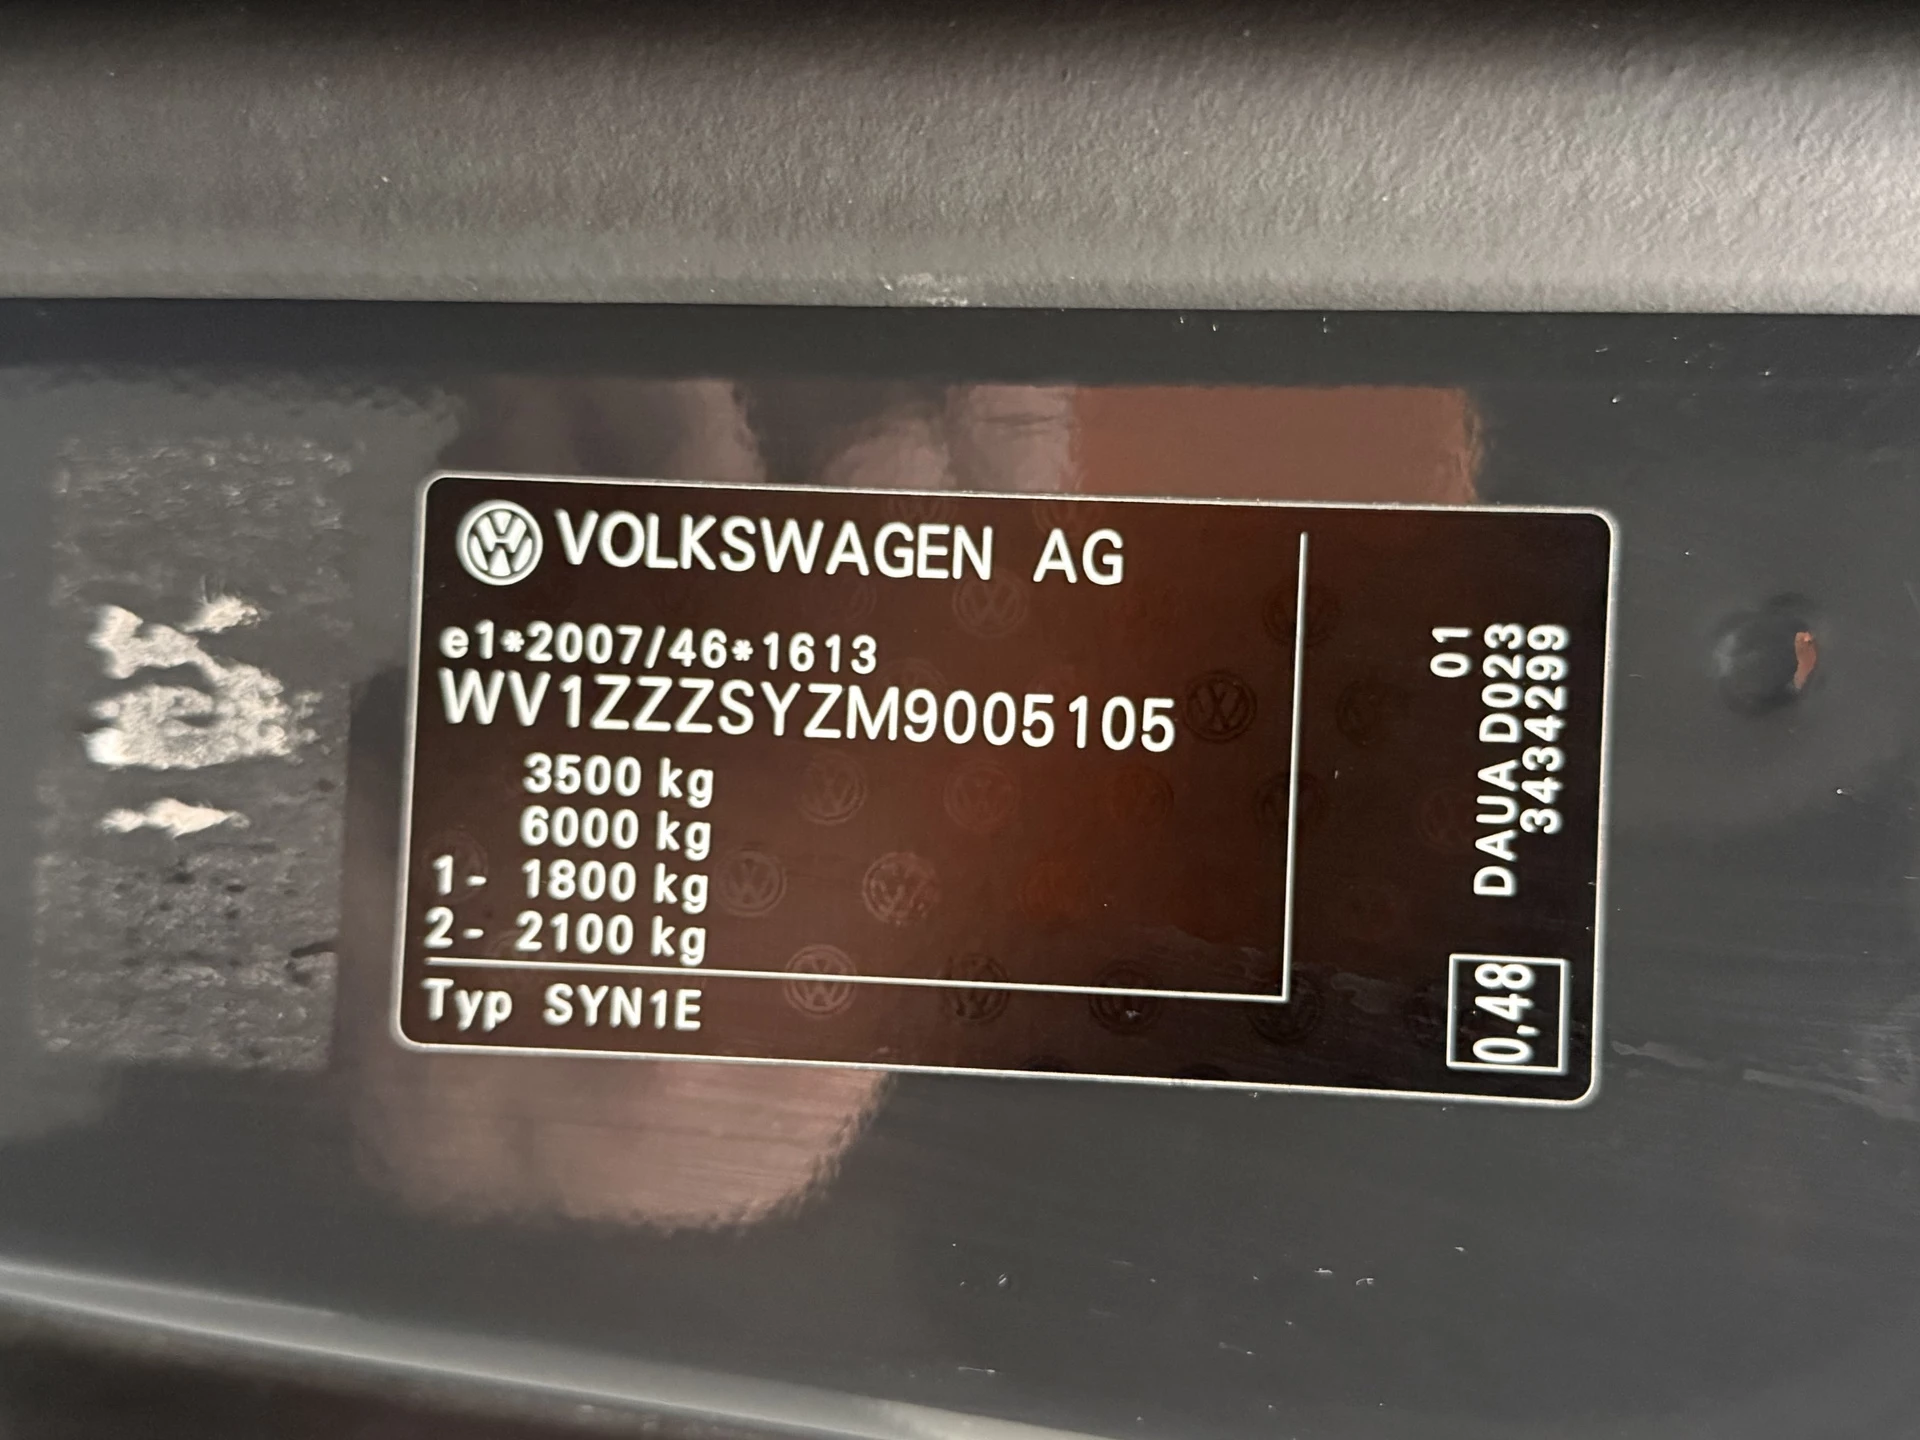 VOLKSWAGEN AG
e1*2007/46*1613
WV1ZZZSYZM9005105
3500 kg
6000 kg
1- 1800 kg
2- 2100 kg
Typ SYN1E
01
DAUA D023
3434299
0,48